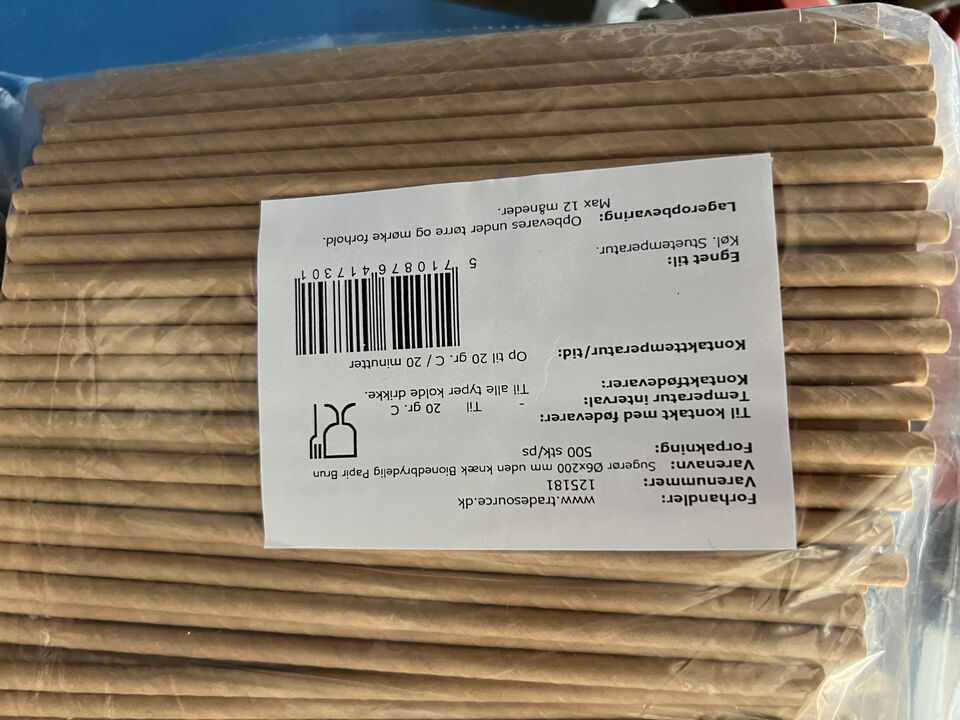 Forhandler: www.tradesource.dk
Varenummer: 125181
Varenavn: Sugerør Ø6x200 mm uden knæk Bionedbrydelig Papir Brun
Forpakning: 500 stk/ps
Til kontakt med fødevarer:
Temperatur interval: - Til 20 gr. C
Kontaktfødevarer: Til alle typer kolde drikke.
Kontakttemperatur/tid: Op til 20 gr. C / 20 minutter
5 710876 417301
Egnet til:
Køl. Stuetemperatur.
Lageropbevaring: Opbevares under tørre og mørke forhold.
Max 12 måneder.